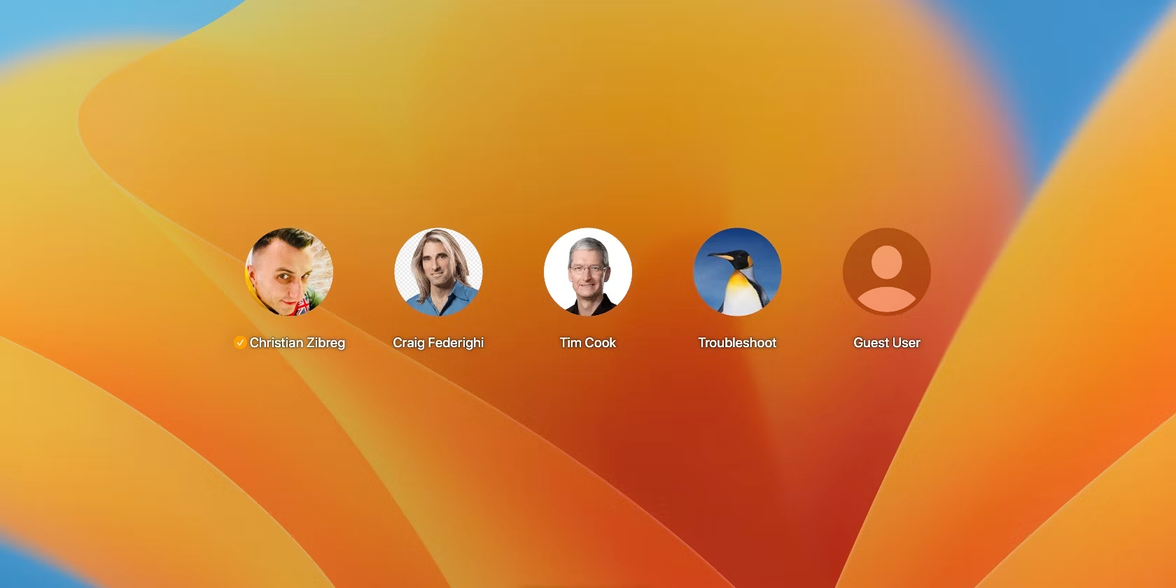 Christian Zibreg
Craig Federighi
Tim Cook
Troubleshoot
Guest User